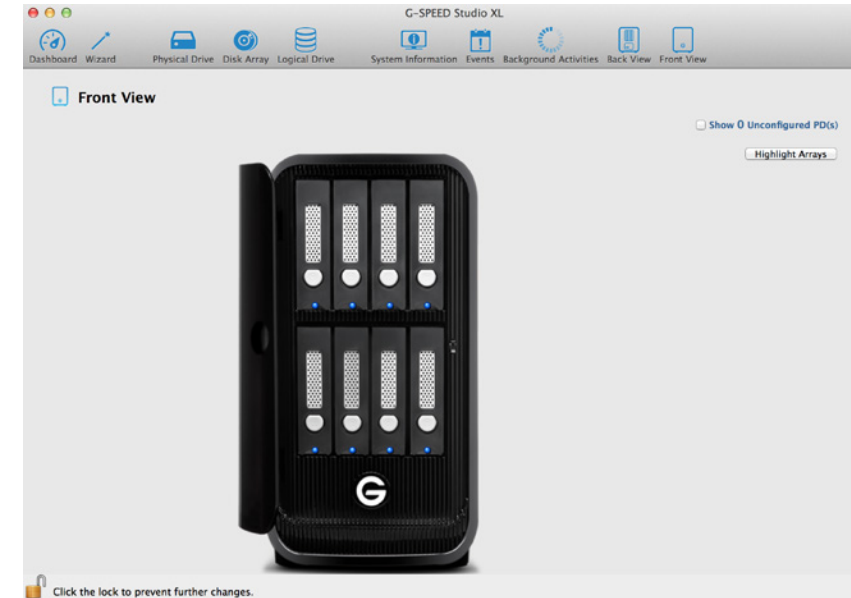 G-SPEED Studio XL
Dashboard Wizard Physical Drive Disk Array Logical Drive System Information Events Background Activities Back View Front View
Front View
Show 0 Unconfigured PD(s)
Highlight Arrays
G
Click the lock to prevent further changes.